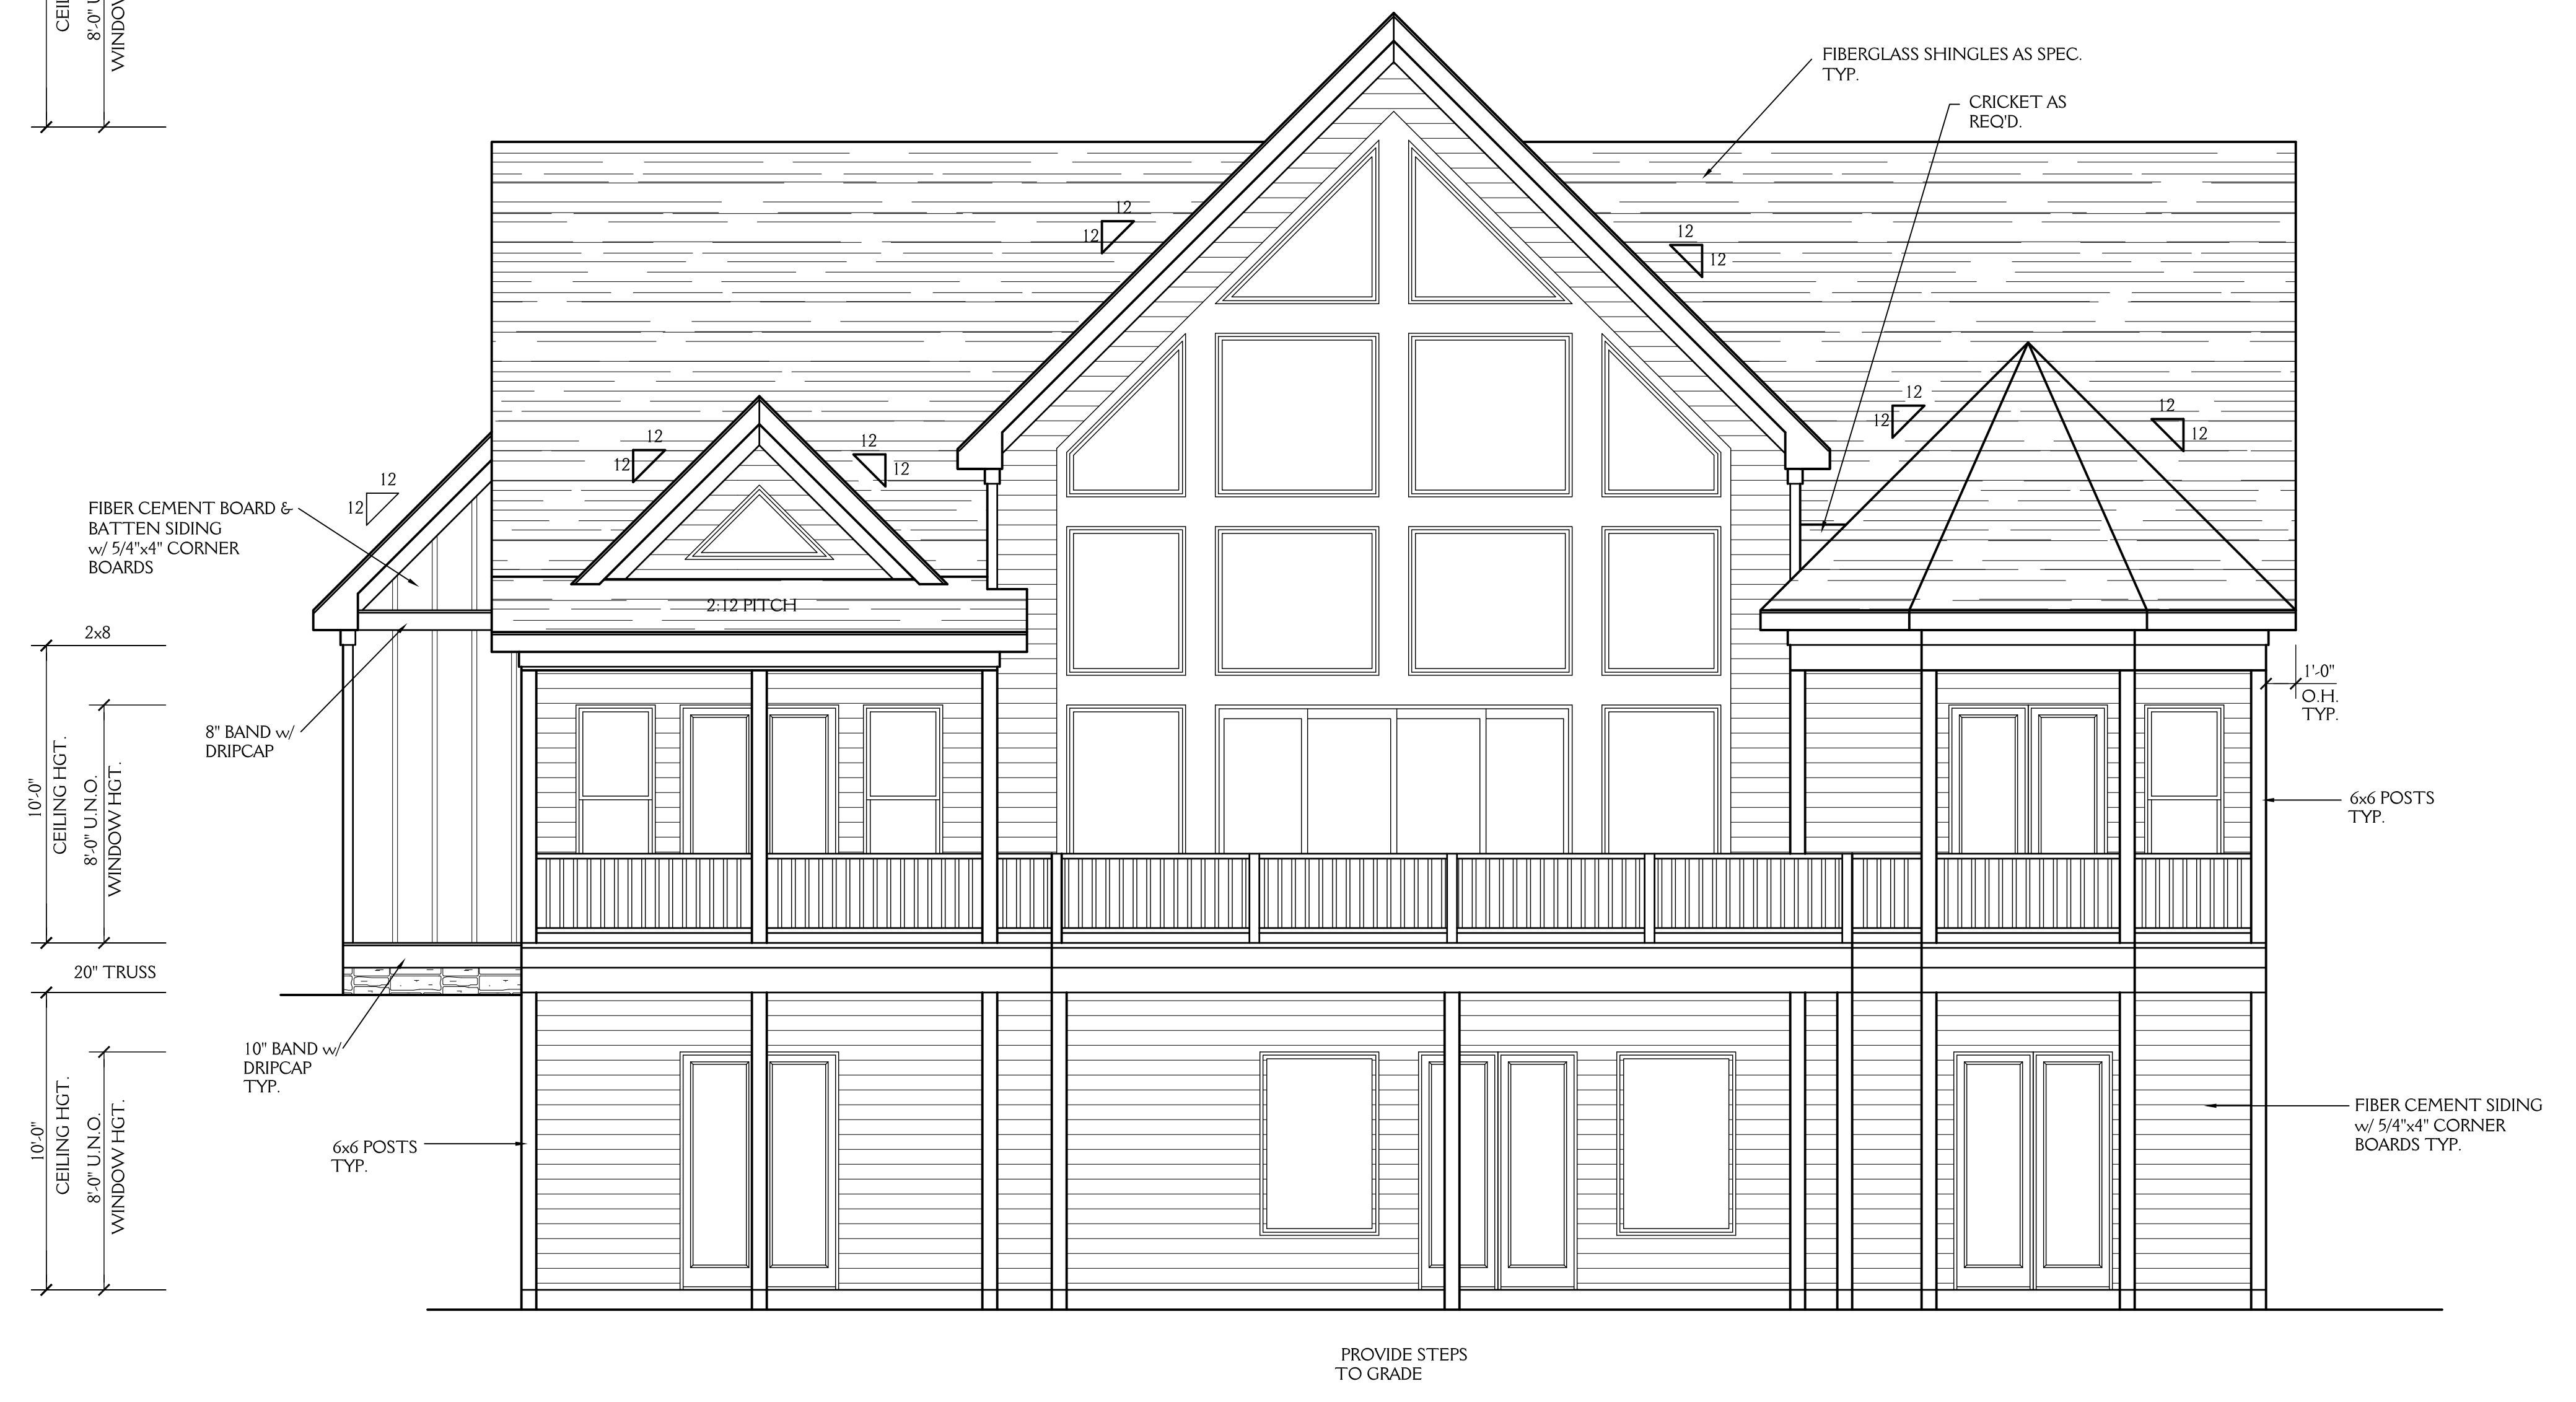 CEIL
8'-0" U
WINDOW
FIBERGLASS SHINGLES AS SPEC.
TYP.
CRICKET AS
REQ'D.
12
12
12
12
12
12
12
12
12
12
12
12
12
12
FIBER CEMENT BOARD &
BATTEN SIDING
w/ 5/4"x4" CORNER
BOARDS
2:12 PITCH
2x8
1'-0"
O.H.
TYP.
8" BAND w/
DRIPCAP
10'-0"
CEILING HGT.
8'-0" U.N.O.
WINDOW HGT.
6x6 POSTS
TYP.
20" TRUSS
10" BAND w/
DRIPCAP
TYP.
10'-0"
CEILING HGT.
8'-0" U.N.O.
WINDOW HGT.
6x6 POSTS
TYP.
FIBER CEMENT SIDING
w/ 5/4"x4" CORNER
BOARDS TYP.
PROVIDE STEPS
TO GRADE